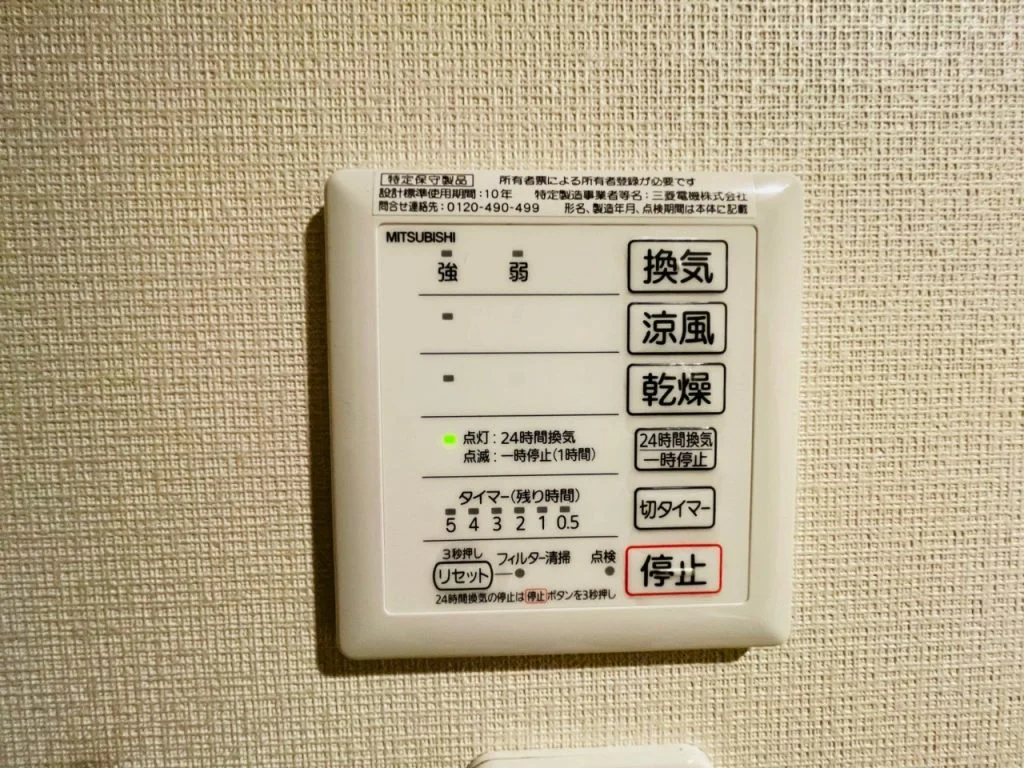 特定保守製品 所有者票による所有者登録が必要です
設計標準使用期間:10年 特定製造事業者等名:三菱電機株式会社
問合せ連絡先:0120-490-499 形名、製造年月、点検期間は本体に記載
MITSUBISHI
強 弱
換気
涼風
乾燥
点灯:24時間換気
点滅:一時停止(1時間)
24時間換気
一時停止
タイマー(残り時間)
5 4 3 2 1 0.5
切タイマー
3秒押し
リセット
フィルター清掃
点検
停止
24時間換気の停止は停止ボタンを3秒押し